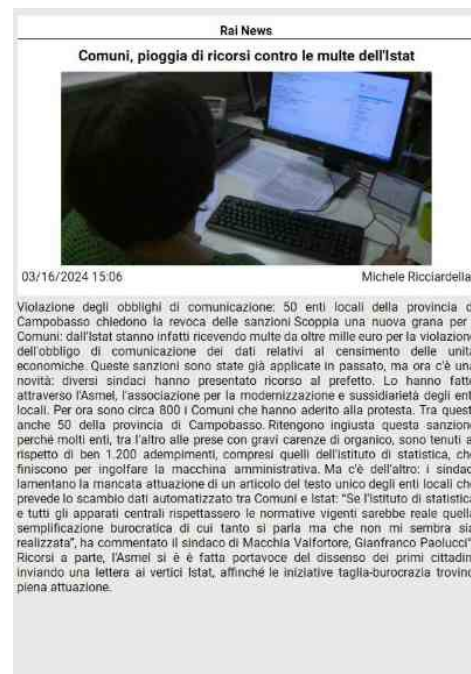 Rai News
Comuni, pioggia di ricorsi contro le multe dell'Istat
03/16/2024 15:06 Michele Ricciardella
Violazione degli obblighi di comunicazione: 50 enti locali della provincia d
Campobasso chiedono la revoca delle sanzioni Scoppia una nuova grana per
Comuni: dall'Istat stanno infatti ricevendo multe da oltre mille euro per la violazione
dell'obbligo di comunicazione dei dati relativi al censimento delle unità
economiche. Queste sanzioni sono state già applicate in passato, ma ora c'è una
novità: diversi sindaci hanno presentato ricorso al prefetto. Lo hanno fatto
attraverso l'Asmel, l'associazione per la modernizzazione e sussidiarietà degli ent
locali. Per ora sono circa 800 i Comuni che hanno aderito alla protesta. Tra quest
anche 50 della provincia di Campobasso. Ritengono ingiusta questa sanzione
perché molti enti, tra l'altro alle prese con gravi carenze di organico, sono tenuti a
rispetto di ben 1.200 adempimenti, compresi quelli dell'istituto di statistica, che
finiscono per ingolfare la macchina amministrativa. Ma c'è dell'altro: i sindac
lamentano la mancata attuazione di un articolo del testo unico degli enti locali che
prevede lo scambio dati automatizzato tra Comuni e Istat: "Se l'Istituto di statistica
e tutti gli apparati centrali rispettassero le normative vigenti sarebbe reale quella
semplificazione burocratica di cui tanto si parla ma che non mi sembra sia
realizzata", ha commentato il sindaco di Macchia Valfortore, Gianfranco Paolucci"
Ricorsi a parte, l'Asmel si è è fatta portavoce del dissenso dei primi cittadin
inviando una lettera ai vertici Istat, affinché le iniziative taglia-burocrazia trovino
piena attuazione.